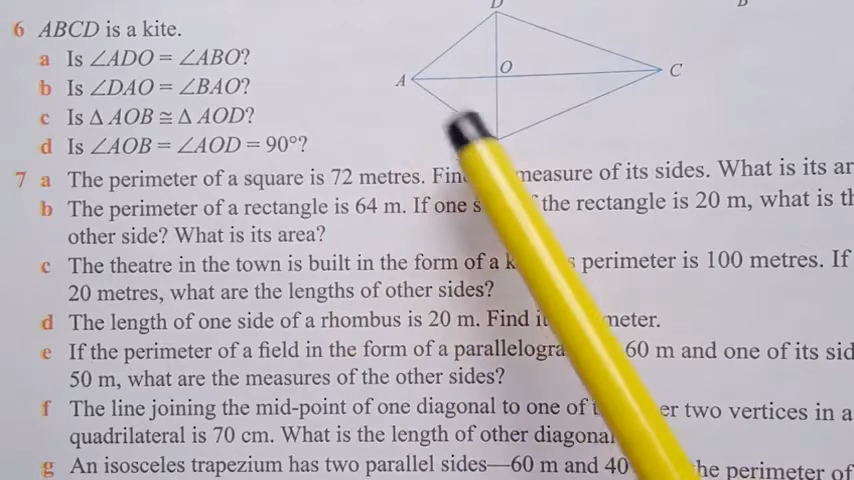 D
B
6 ABCD is a kite.
a Is ∠ADO = ∠ABO?
O
A
C
b Is ∠DAO = ∠BAO?
c Is Δ AOB ≅ Δ AOD?
d Is ∠AOB = ∠AOD = 90°?
7 a The perimeter of a square is 72 metres. Fin measure of its sides. What is its ar
b The perimeter of a rectangle is 64 m. If one s the rectangle is 20 m, what is th
other side? What is its area?
c The theatre in the town is built in the form of a k s perimeter is 100 metres. If
20 metres, what are the lengths of other sides?
d The length of one side of a rhombus is 20 m. Find i meter.
e If the perimeter of a field in the form of a parallelogra 60 m and one of its sid
50 m, what are the measures of the other sides?
f The line joining the mid-point of one diagonal to one of t er two vertices in a
quadrilateral is 70 cm. What is the length of other diagonal
g An isosceles trapezium has two parallel sides—60 m and 40 he perimeter of